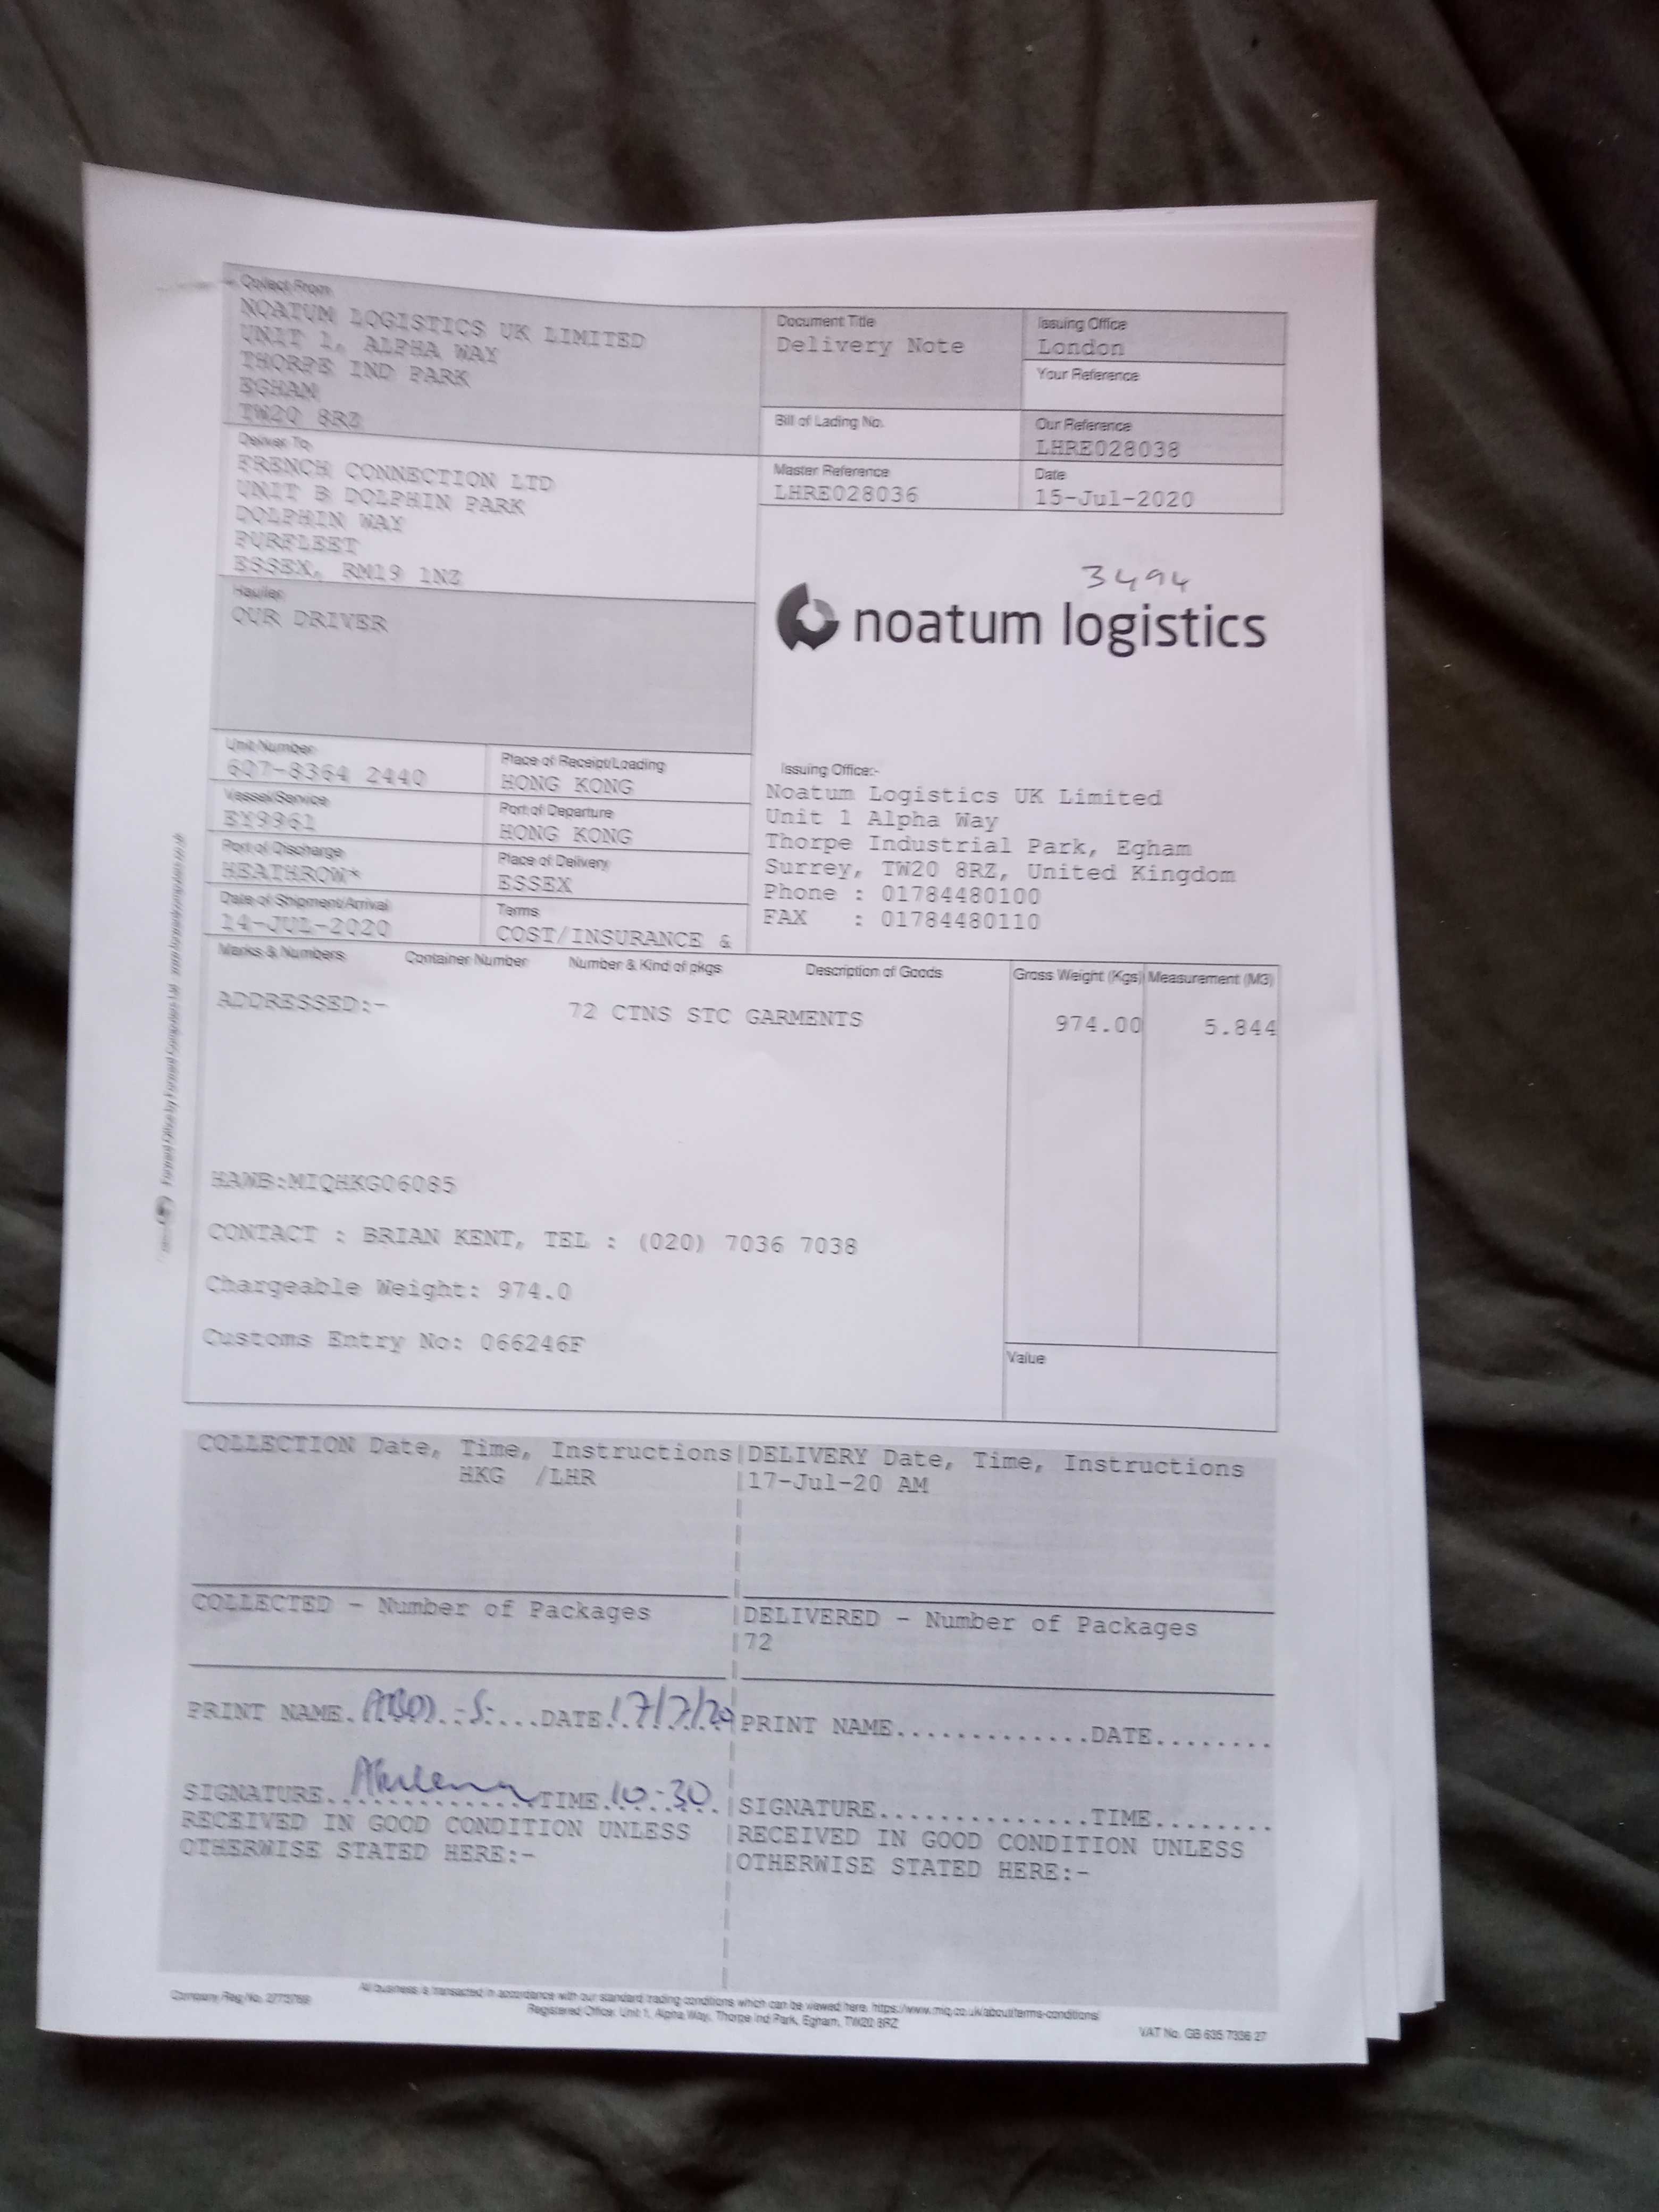 Collect From
NOATUM LOGISTICS UK LIMITED
UNIT 1, ALPHA WAY
THORPE IND PARK
EGHAM
TW20 8RZ
Document Title
Delivery Note
Issuing Office
London
Your Reference
Bill of Lading No.
Our Reference
LHRE028038
Master Reference
LHRE028036
Date
15-Jul-2020
Deliver To
FRENCH CONNECTION LTD
UNIT B DOLPHIN PARK
DOLPHIN WAY
PURFLEET
ESSEX, RM19 1NZ
Haulier
OUR DRIVER
3494
noatum logistics
Unit Number
607-8364 2440
Place of Receipt/Loading
HONG KONG
Vessel/Service
EY9961
Port of Departure
HONG KONG
Port of Discharge
HEATHROW*
Place of Delivery
ESSEX
Date of Shipment/Arrival
14-JUL-2020
Terms
COST/INSURANCE &
Issuing Office:-
Noatum Logistics UK Limited
Unit 1 Alpha Way
Thorpe Industrial Park, Egham
Surrey, TW20 8RZ, United Kingdom
Phone : 01784480100
FAX : 01784480110
Marks & Numbers Container Number Number & Kind of pkgs Description of Goods Gross Weight (Kgs) Measurement (M3)
ADDRESSED:- 72 CTNS STC GARMENTS 974.00 5.844
HAWB:MIQHKG06085
CONTACT : BRIAN KENT, TEL : (020) 7036 7038
Chargeable Weight: 974.0
Customs Entry No: 066246F
Value
COLLECTION Date, Time, Instructions
HKG /LHR
DELIVERY Date, Time, Instructions
17-Jul-20 AM
COLLECTED - Number of Packages
DELIVERED - Number of Packages
72
PRINT NAME. .S. DATE 17/7/20
SIGNATURE TIME 10:30
RECEIVED IN GOOD CONDITION UNLESS
OTHERWISE STATED HERE:-
PRINT NAME.............DATE........
SIGNATURE...............TIME........
RECEIVED IN GOOD CONDITION UNLESS
OTHERWISE STATED HERE:-
Company Reg No. 2773769
All business is transacted in accordance with our standard trading conditions which can be viewed here. https://www.miq.co.uk/about/terms-conditions/
Registered Office: Unit 1, Alpha Way, Thorpe Ind Park, Egham, TW20 8RZ
VAT No. GB 635 7336 27